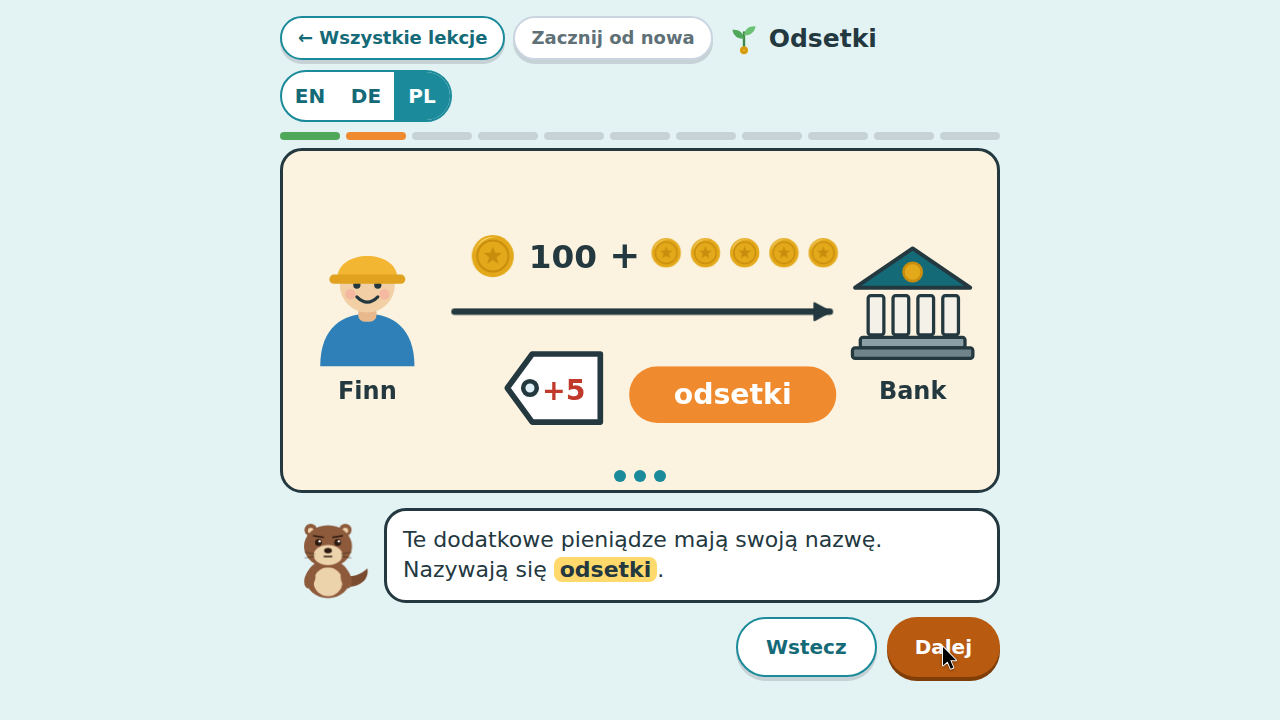 ← Wszystkie lekcje
Zacznij od nowa
Odsetki
EN DE PL
100 +
Finn
+5
odsetki
Bank
Te dodatkowe pieniądze mają swoją nazwę.
Nazywają się odsetki.
Wstecz
Dalej